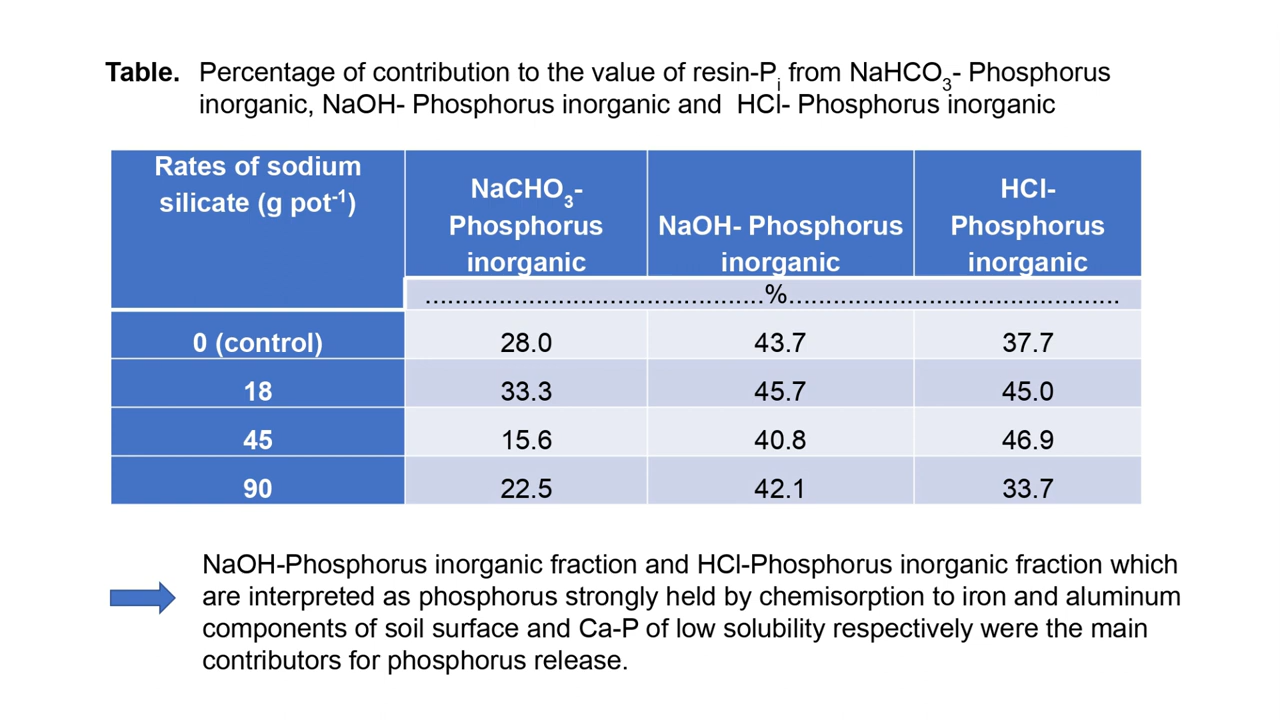 Table. Percentage of contribution to the value of resin-Pi from NaHCO3- Phosphorus
inorganic, NaOH- Phosphorus inorganic and HCl- Phosphorus inorganic
Rates of sodium
silicate (g pot-1)
NaCHO3-
Phosphorus
inorganic
NaOH- Phosphorus
inorganic
HCl-
Phosphorus
inorganic
.............................................%............................................
0 (control) 28.0 43.7 37.7
18 33.3 45.7 45.0
45 15.6 40.8 46.9
90 22.5 42.1 33.7
NaOH-Phosphorus inorganic fraction and HCl-Phosphorus inorganic fraction which
are interpreted as phosphorus strongly held by chemisorption to iron and aluminum
components of soil surface and Ca-P of low solubility respectively were the main
contributors for phosphorus release.